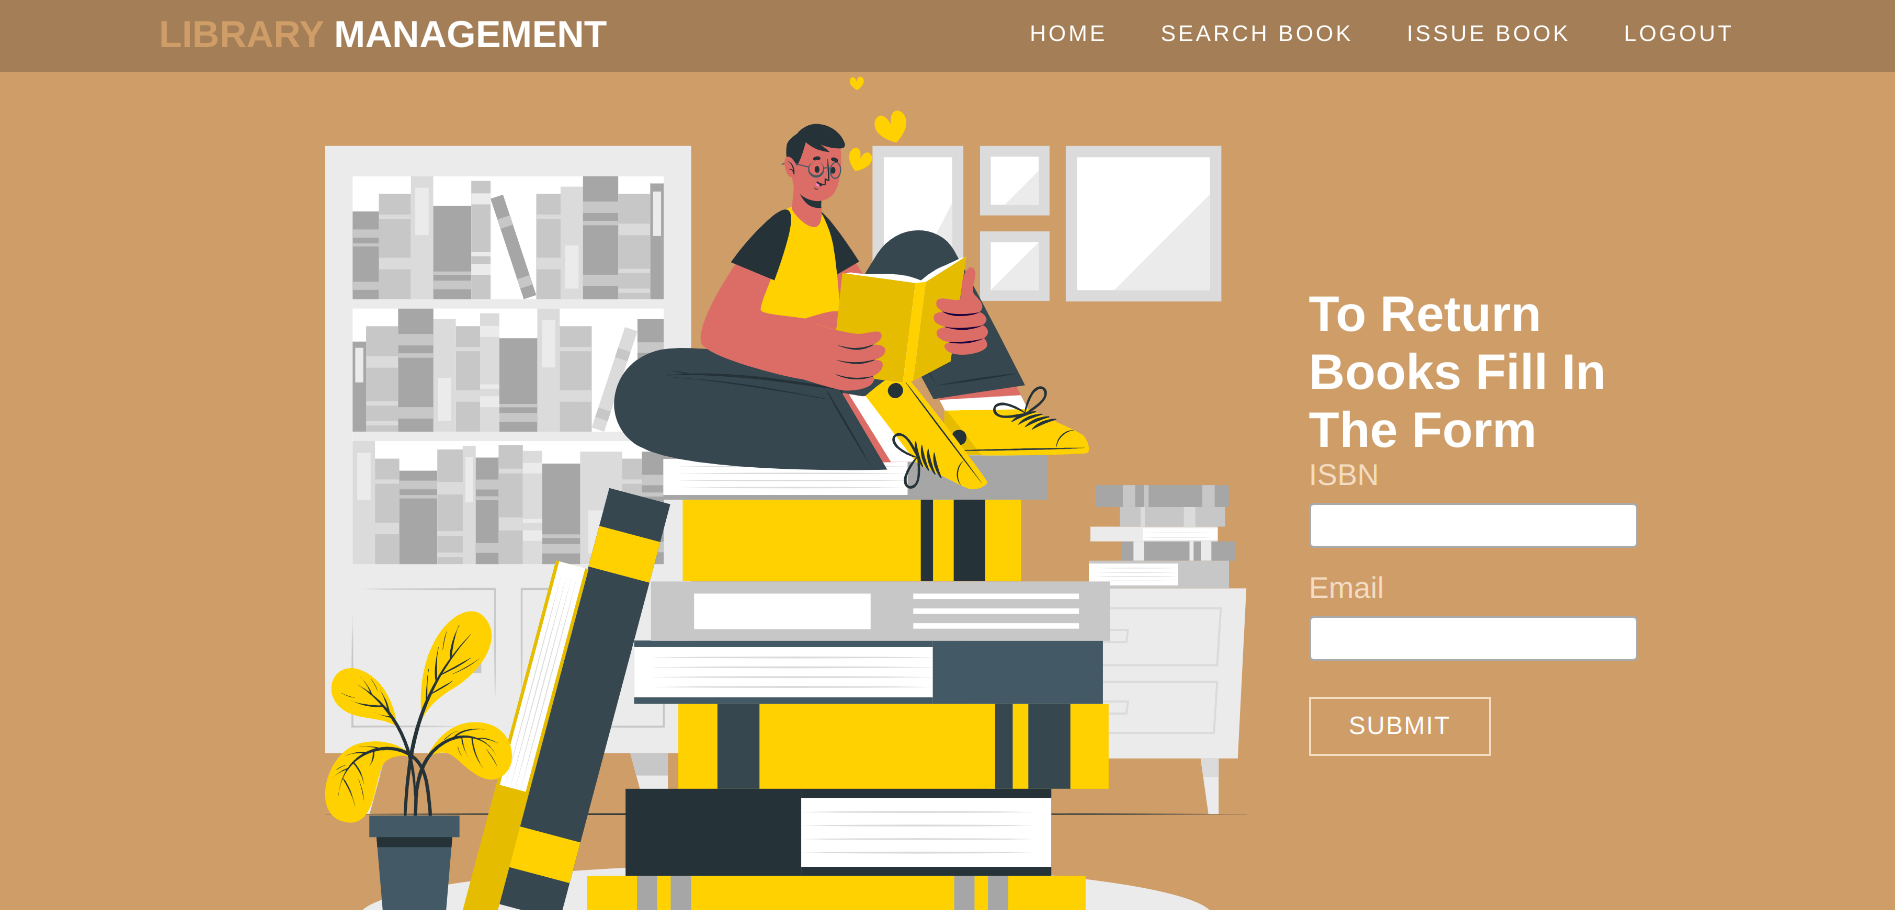 LIBRARY MANAGEMENT
HOME SEARCH BOOK ISSUE BOOK LOGOUT
To Return
Books Fill In
The Form
ISBN
Email
SUBMIT